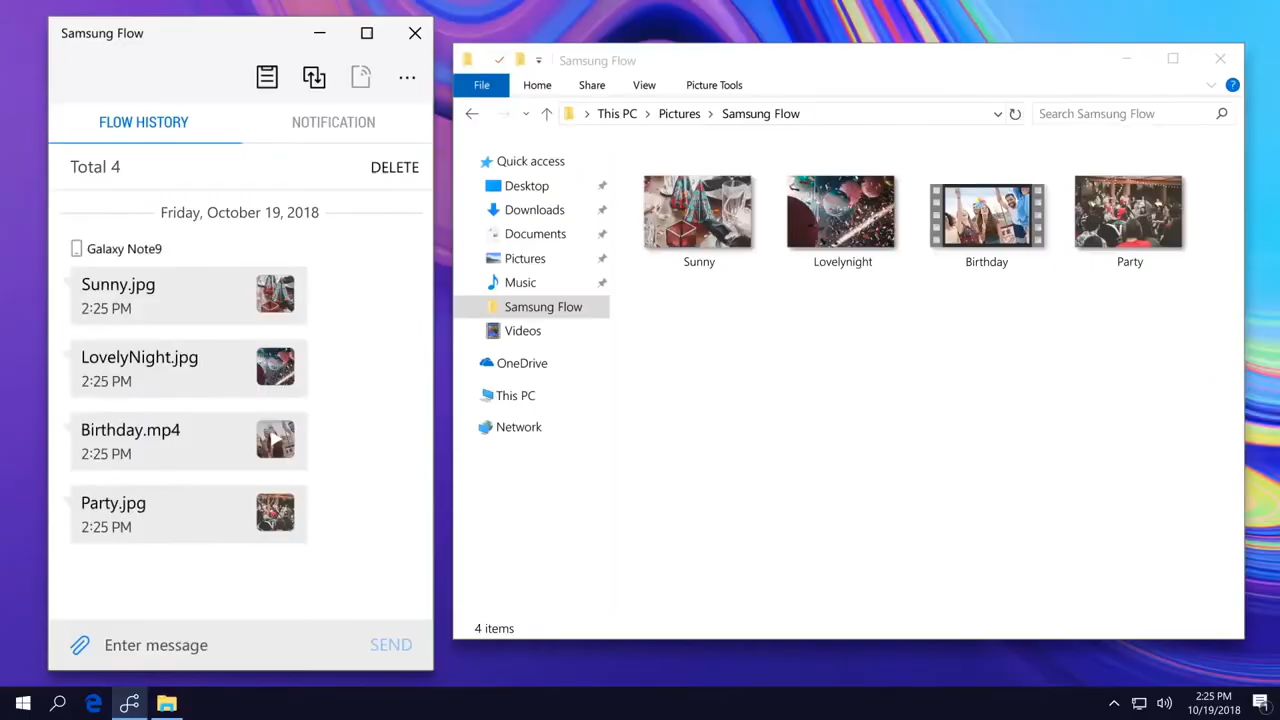 Samsung Flow
FLOW HISTORY
NOTIFICATION
Total 4
DELETE
Friday, October 19, 2018
Galaxy Note9
Sunny.jpg
2:25 PM
LovelyNight.jpg
2:25 PM
Birthday.mp4
2:25 PM
Party.jpg
2:25 PM
Enter message
SEND
Samsung Flow
File
Home
Share
View
Picture Tools
?
This PC > Pictures > Samsung Flow
Search Samsung Flow
Quick access
Desktop
Downloads
Documents
Pictures
Music
Samsung Flow
Videos
OneDrive
This PC
Network
Sunny
Lovelynight
Birthday
Party
4 items
2:25 PM
10/19/2018
1